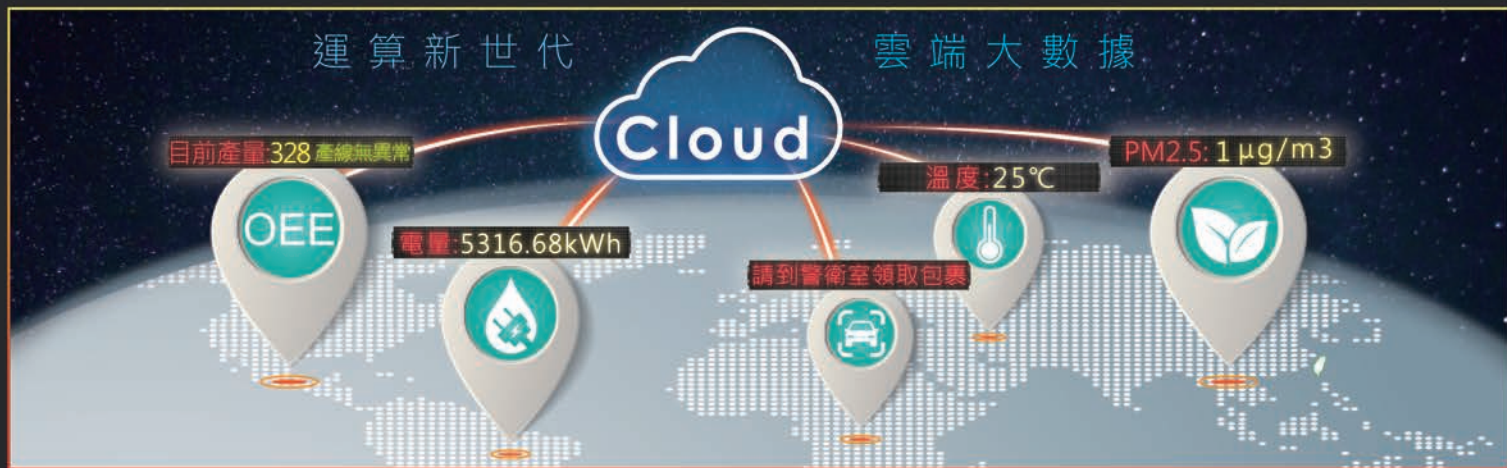 運算新世代
雲端大數據
Cloud
目前產量:328 產線無異常
PM2.5: 1 μg/m3
溫度:25℃
OEE
電量:5316.68kWh
請到警衛室領取包裹